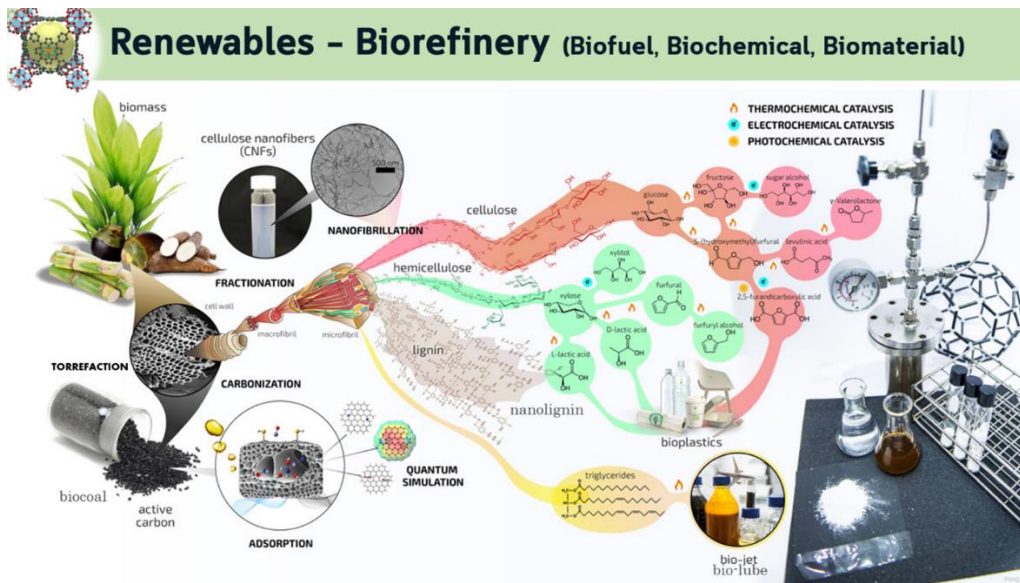 Renewables – Biorefinery (Biofuel, Biochemical, Biomaterial)
biomass
cellulose nanofibers
(CNFs)
500 nm
NANOFIBRILLATION
FRACTIONATION
cell wall
macrofibril
microfibril
TORREFACTION
CARBONIZATION
biocoal
active
carbon
ADSORPTION
QUANTUM
SIMULATION
cellulose
hemicellulose
lignin
nanolignin
THERMOCHEMICAL CATALYSIS
ELECTROCHEMICAL CATALYSIS
PHOTOCHEMICAL CATALYSIS
glucose
fructose
sugar alcohol
γ-Valerolactone
5-(hydroxymethyl)furfural
levulinic acid
2,5-furandicarboxylic acid
xylitol
xylose
furfural
furfuryl alcohol
D-lactic acid
L-lactic acid
bioplastics
triglycerides
bio-jet
bio-lube